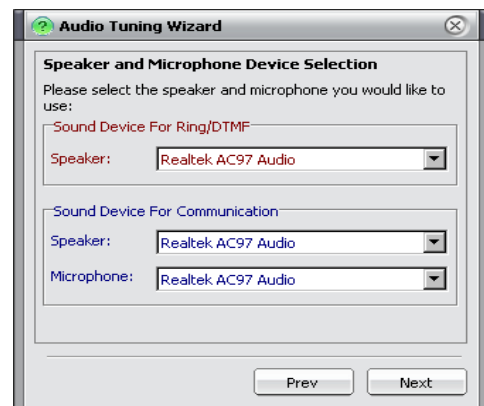 Audio Tuning Wizard
Speaker and Microphone Device Selection
Please select the speaker and microphone you would like to
use:
Sound Device For Ring/DTMF
Speaker: Realtek AC97 Audio
Sound Device For Communication
Speaker: Realtek AC97 Audio
Microphone: Realtek AC97 Audio
Prev Next